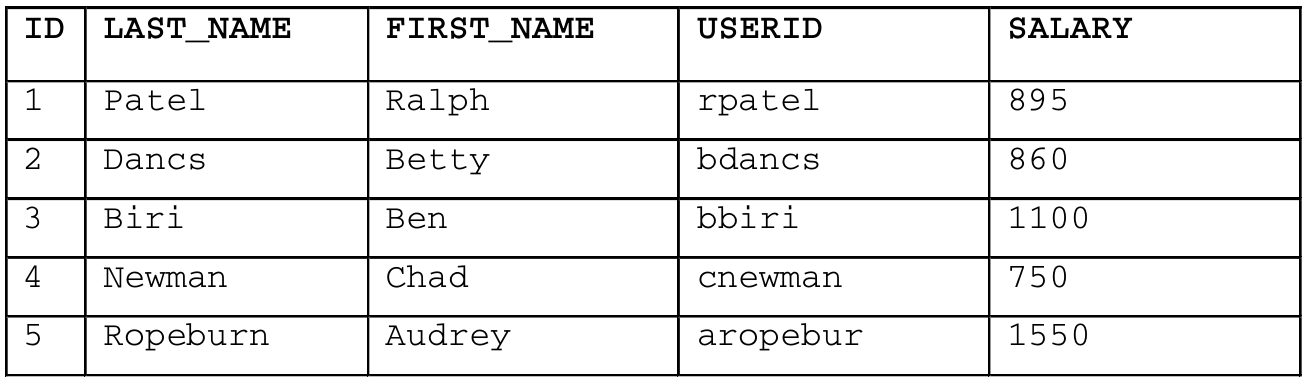 ID LAST_NAME FIRST_NAME USERID SALARY
1 Patel Ralph rpatel 895
2 Dancs Betty bdancs 860
3 Biri Ben bbiri 1100
4 Newman Chad cnewman 750
5 Ropeburn Audrey aropebur 1550